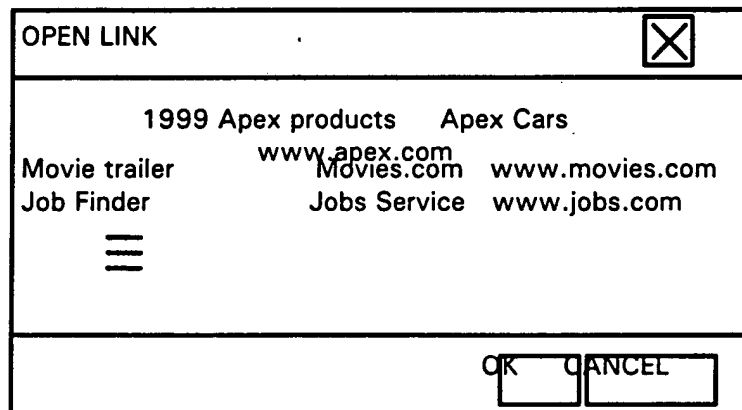 OPEN LINK
1999 Apex products Apex Cars
www.apex.com
Movie trailer Movies.com www.movies.com
Job Finder Jobs Service www.jobs.com
OK CANCEL